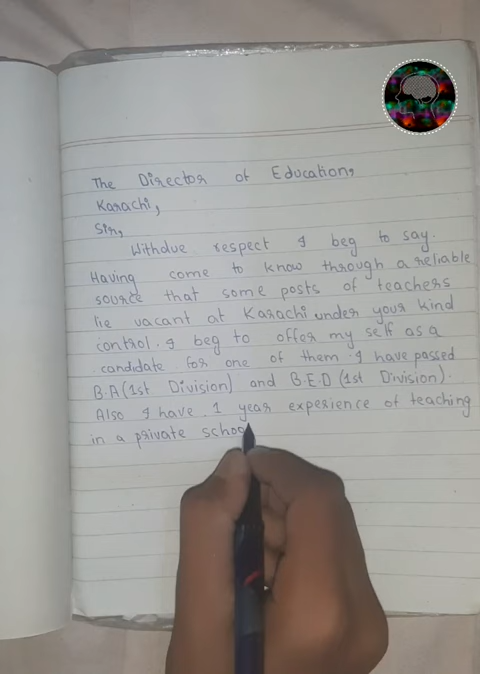 The Director of Education,
Karachi,
Sir,
Withdue respect I beg to say.
Having come to know through a reliable
source that some posts of teachers
lie vacant at Karachi under your kind
control. I beg to offer my self as a
candidate for one of them. I have passed
B.A (1st Division) and B.E.D (1st Division).
Also I have 1 year experience of teaching
in a private schoo